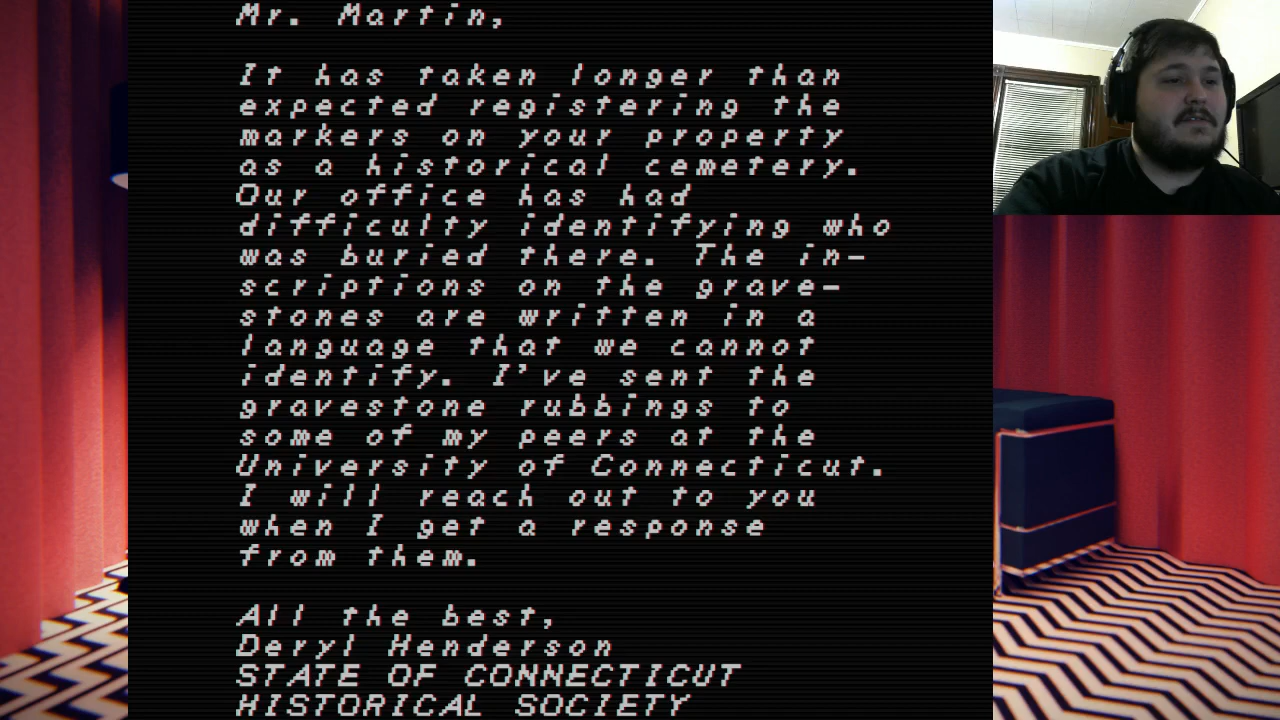 Mr. Martin,
It has taken longer than
expected registering the
markers on your property
as a historical cemetery.
Our office has had
difficulty identifying who
was buried there. The in-
scriptions on the grave-
stones are written in a
language that we cannot
identify. I've sent the
gravestone rubbings to
some of my peers at the
University of Connecticut.
I will reach out to you
when I get a response
from them.
All the best,
Deryl Henderson
STATE OF CONNECTICUT
HISTORICAL SOCIETY